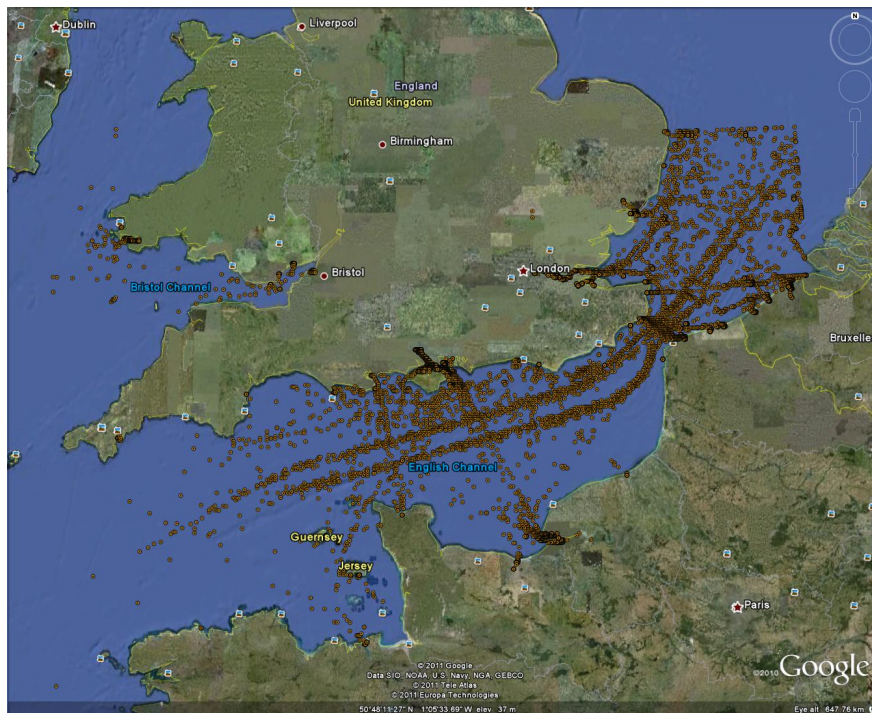 Dublin
Liverpool
England
United Kingdom
Birmingham
London
Bristol
Bristol Channel
Bruxelle
English Channel
Guernsey
Jersey
Paris
© 2011 Google
Data SIO, NOAA, U.S. Navy, NGA, GEBCO
© 2011 Tele Atlas
© 2011 Europa Technologies
©2010 Google
50°48'11.27" N 1°05'33.69" W elev 37 m
Eye alt 647.76 km
N